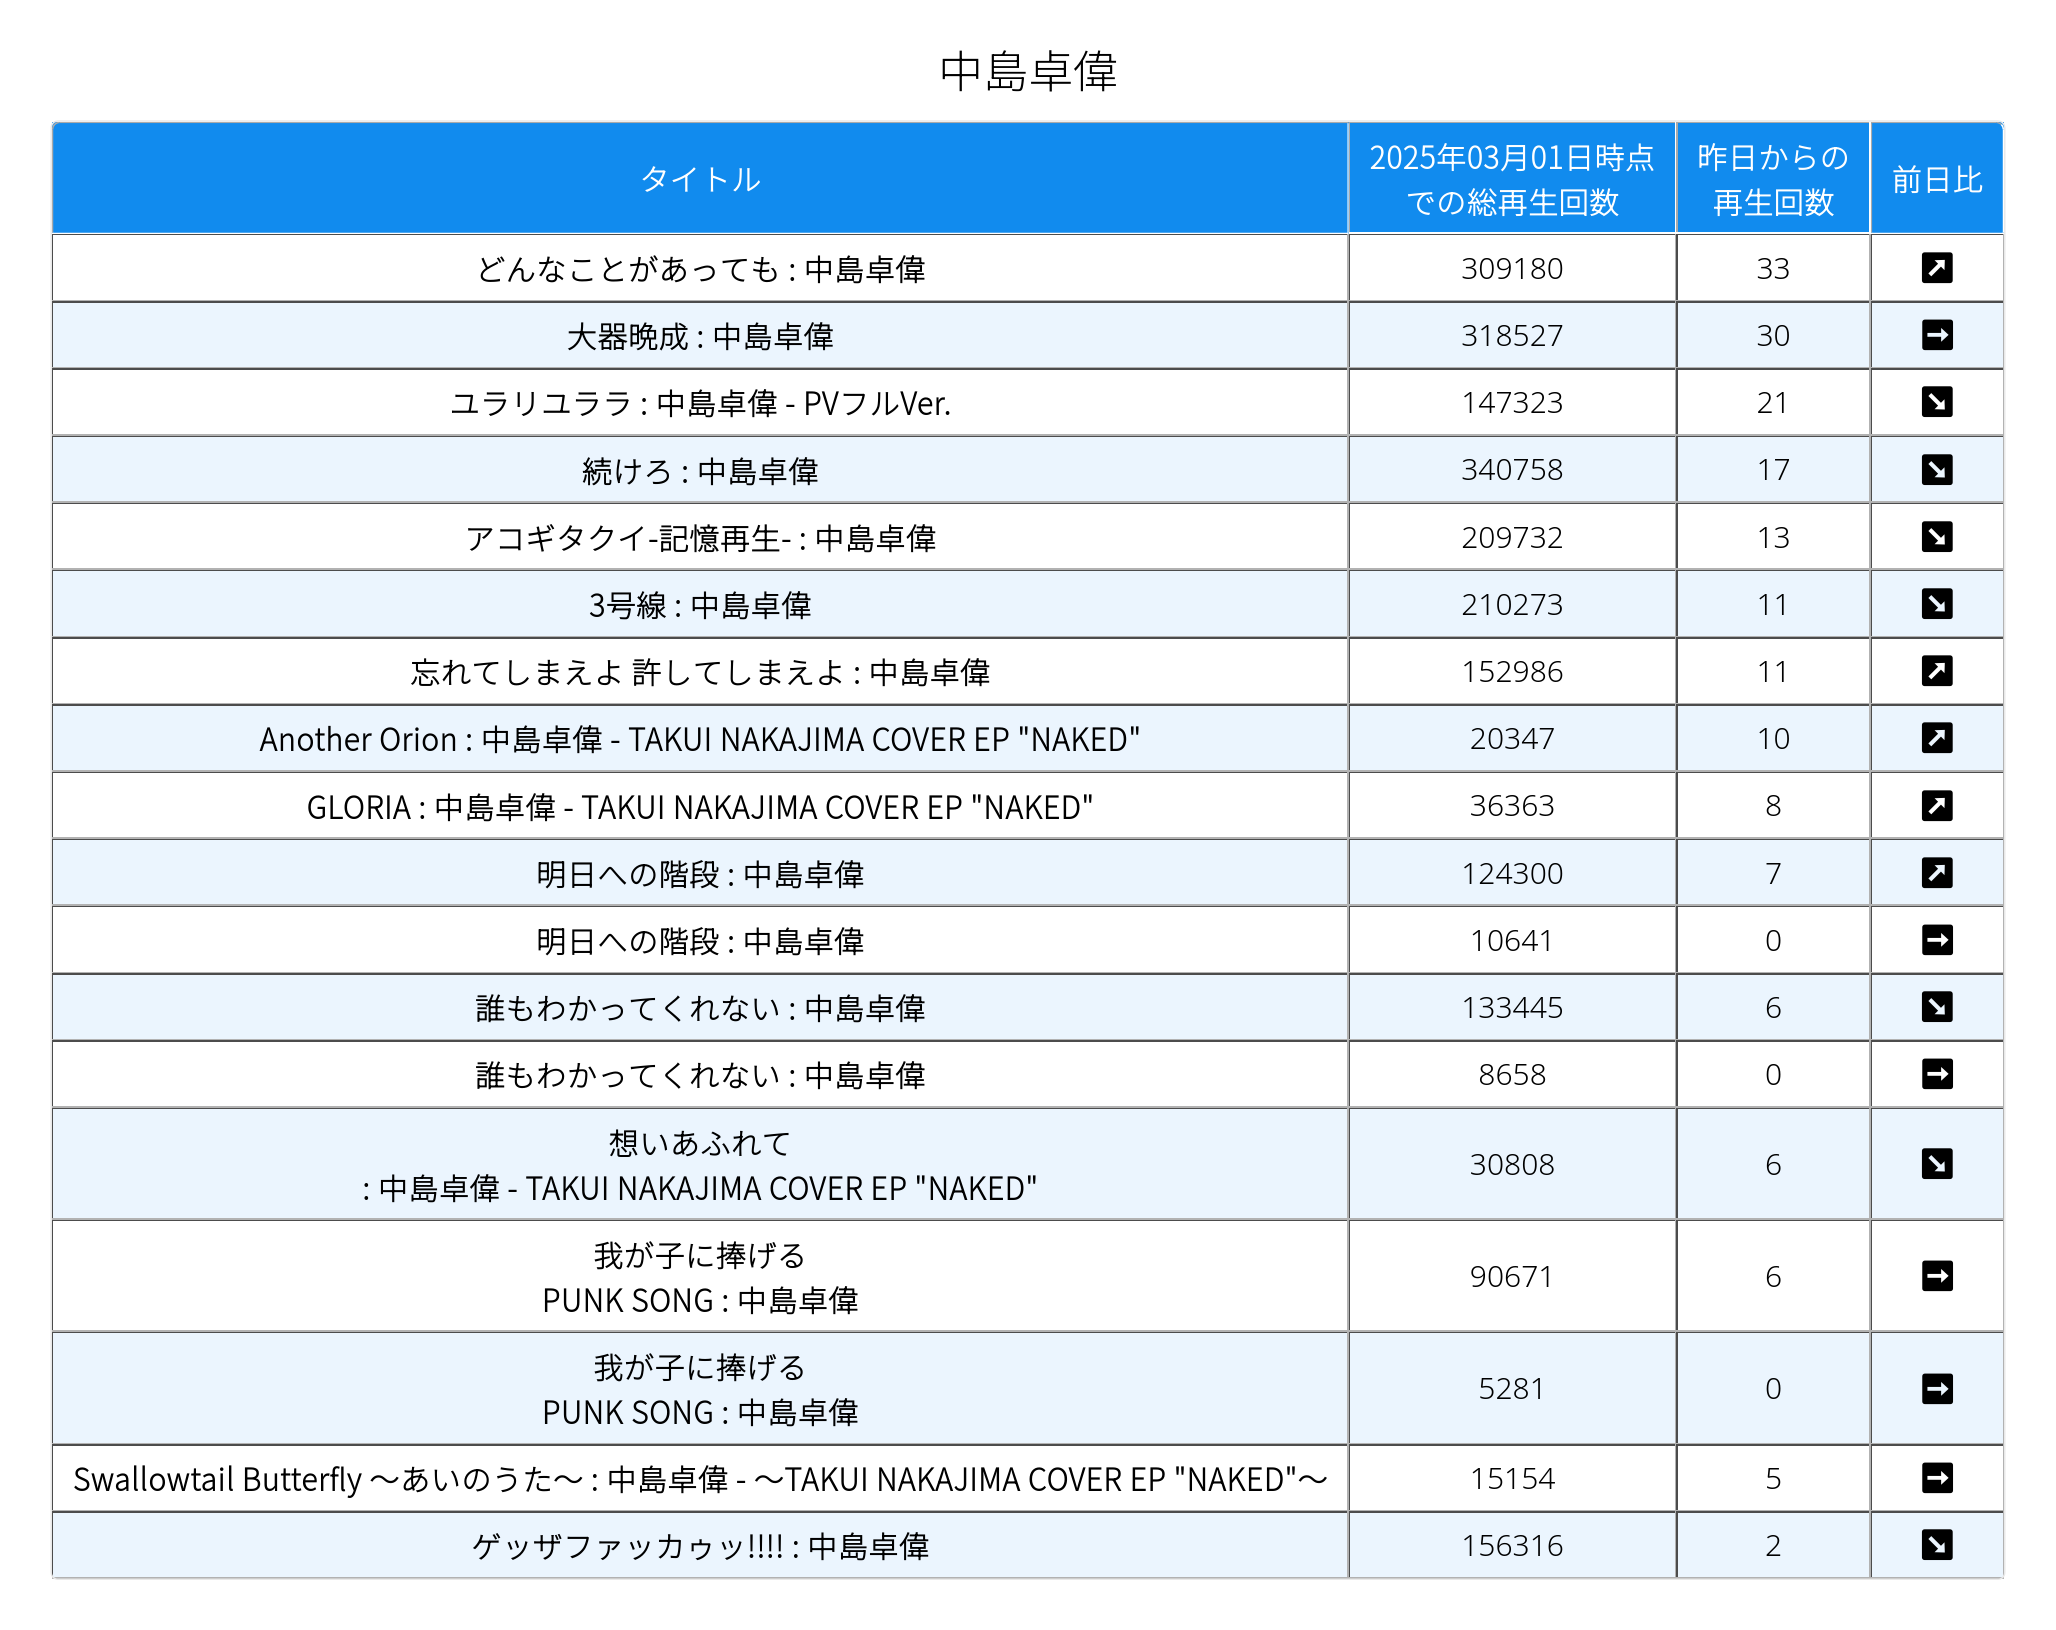 中島卓偉
タイトル 2025年03月01日時点での総再生回数 昨日からの再生回数 前日比
どんなことがあっても : 中島卓偉 309180 33 ↗
大器晩成 : 中島卓偉 318527 30 →
ユラリユララ : 中島卓偉 - PVフルVer. 147323 21 ↘
続けろ : 中島卓偉 340758 17 ↘
アコギタクイ-記憶再生- : 中島卓偉 209732 13 ↘
3号線 : 中島卓偉 210273 11 ↘
忘れてしまえよ 許してしまえよ : 中島卓偉 152986 11 ↗
Another Orion : 中島卓偉 - TAKUI NAKAJIMA COVER EP "NAKED" 20347 10 ↗
GLORIA : 中島卓偉 - TAKUI NAKAJIMA COVER EP "NAKED" 36363 8 ↗
明日への階段 : 中島卓偉 124300 7 ↗
明日への階段 : 中島卓偉 10641 0 →
誰もわかってくれない : 中島卓偉 133445 6 ↘
誰もわかってくれない : 中島卓偉 8658 0 →
想いあふれて
: 中島卓偉 - TAKUI NAKAJIMA COVER EP "NAKED" 30808 6 ↘
我が子に捧げる
PUNK SONG : 中島卓偉 90671 6 →
我が子に捧げる
PUNK SONG : 中島卓偉 5281 0 →
Swallowtail Butterfly 〜あいのうた〜 : 中島卓偉 - 〜TAKUI NAKAJIMA COVER EP "NAKED"〜 15154 5 →
ゲッザファッカゥッ!!!! : 中島卓偉 156316 2 ↘